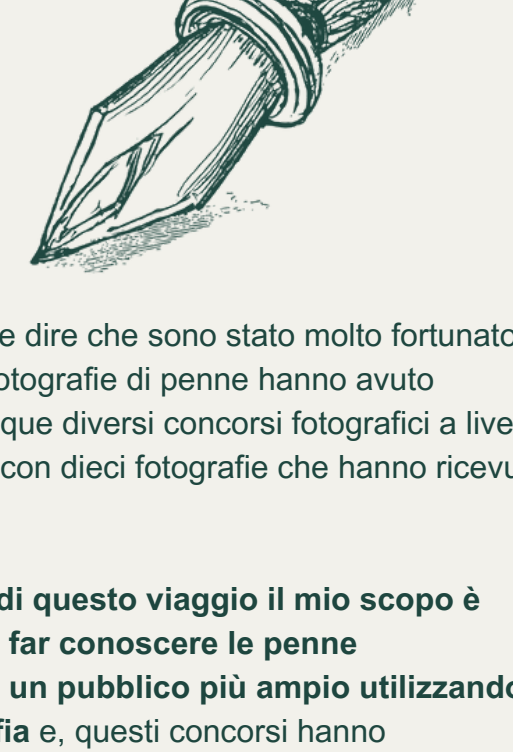 e dire che sono stato molto fortunato
otografie di penne hanno avuto
que diversi concorsi fotografici a live
con dieci fotografie che hanno ricevu
di questo viaggio il mio scopo è
far conoscere le penne
un pubblico più ampio utilizzando
fia e, questi concorsi hanno